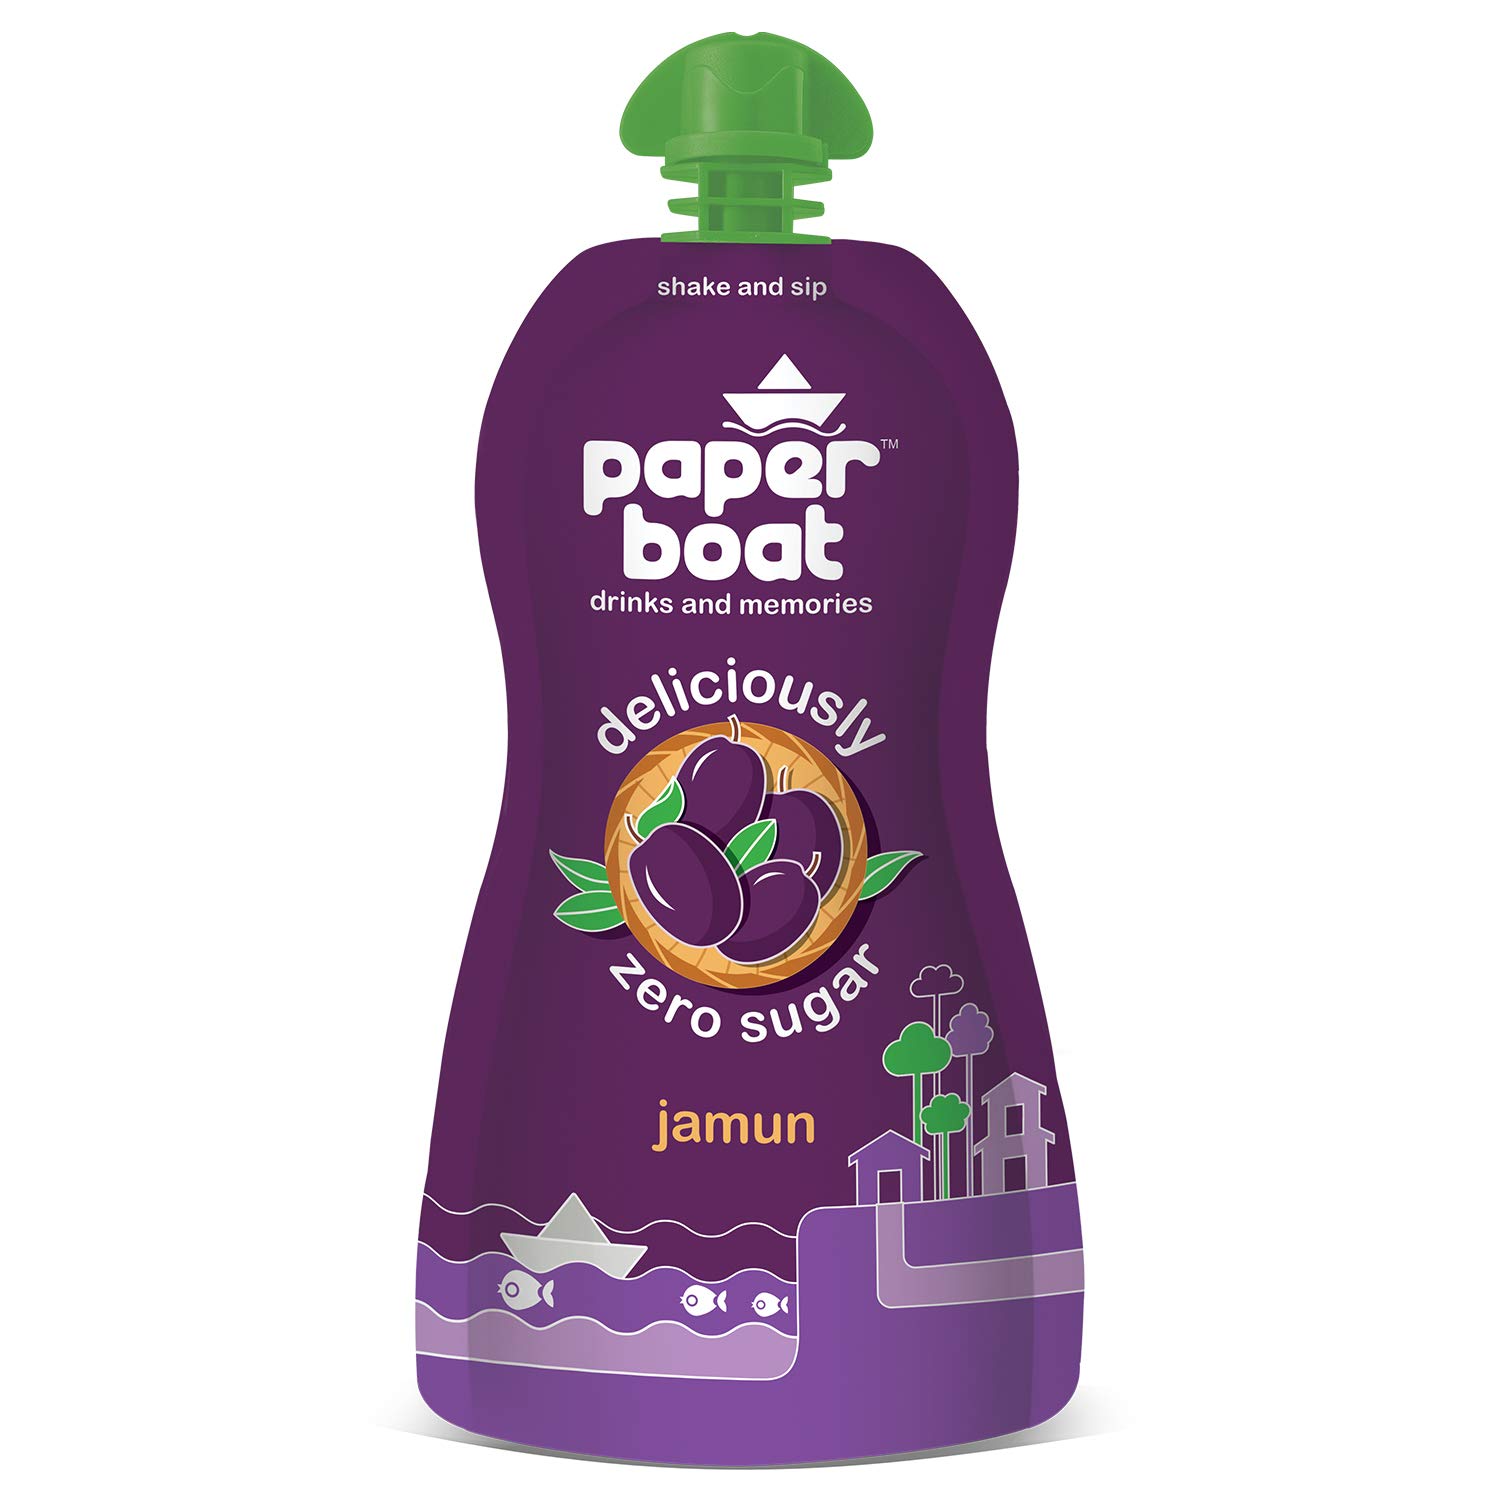 shake and sip
paper™
boat
drinks and memories
deliciously
zero sugar
jamun